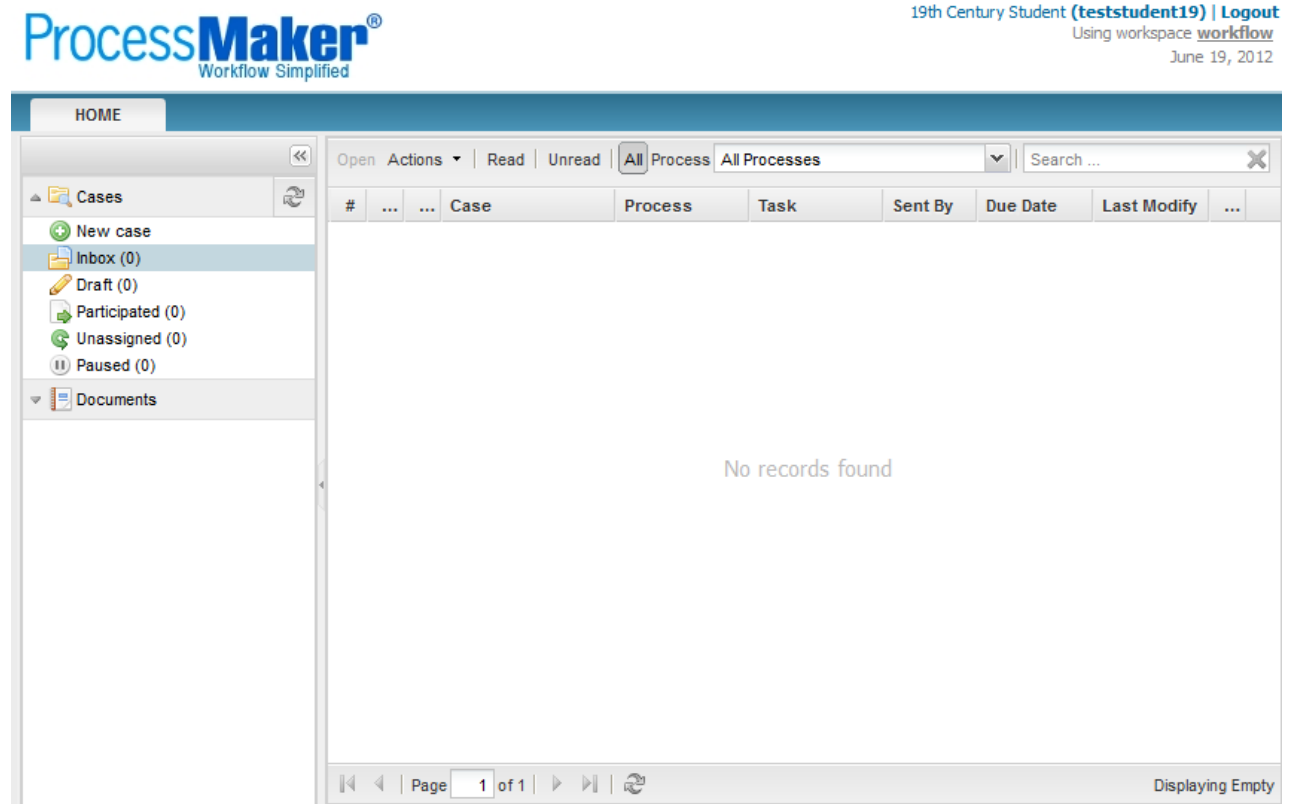 ProcessMaker®
Workflow Simplified
19th Century Student (teststudent19) | Logout
Using workspace workflow
June 19, 2012
HOME
Open Actions | Read | Unread | All Process All Processes | Search ...
Cases
# ... ... Case Process Task Sent By Due Date Last Modify ...
New case
Inbox (0)
Draft (0)
Participated (0)
Unassigned (0)
Paused (0)
Documents
No records found
Page 1 of 1 Displaying Empty